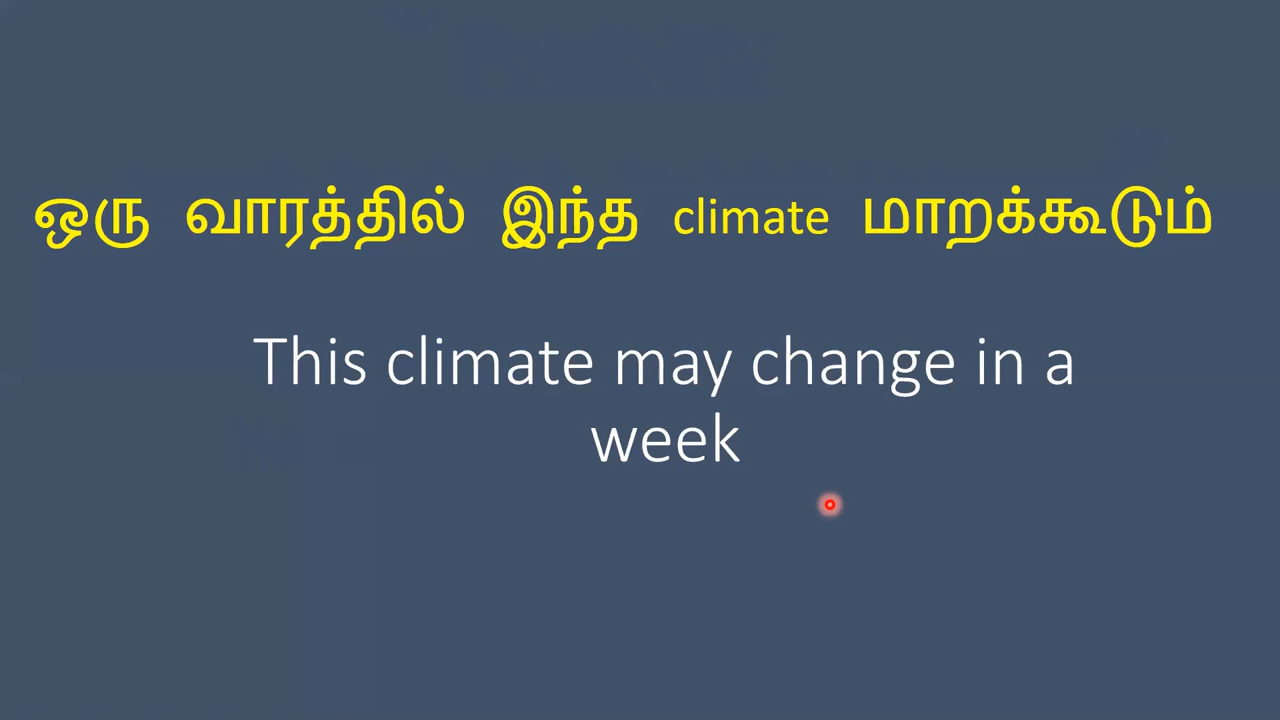 ஒரு வாரத்தில் இந்த climate மாறக்கூடும்
This climate may change in a
week